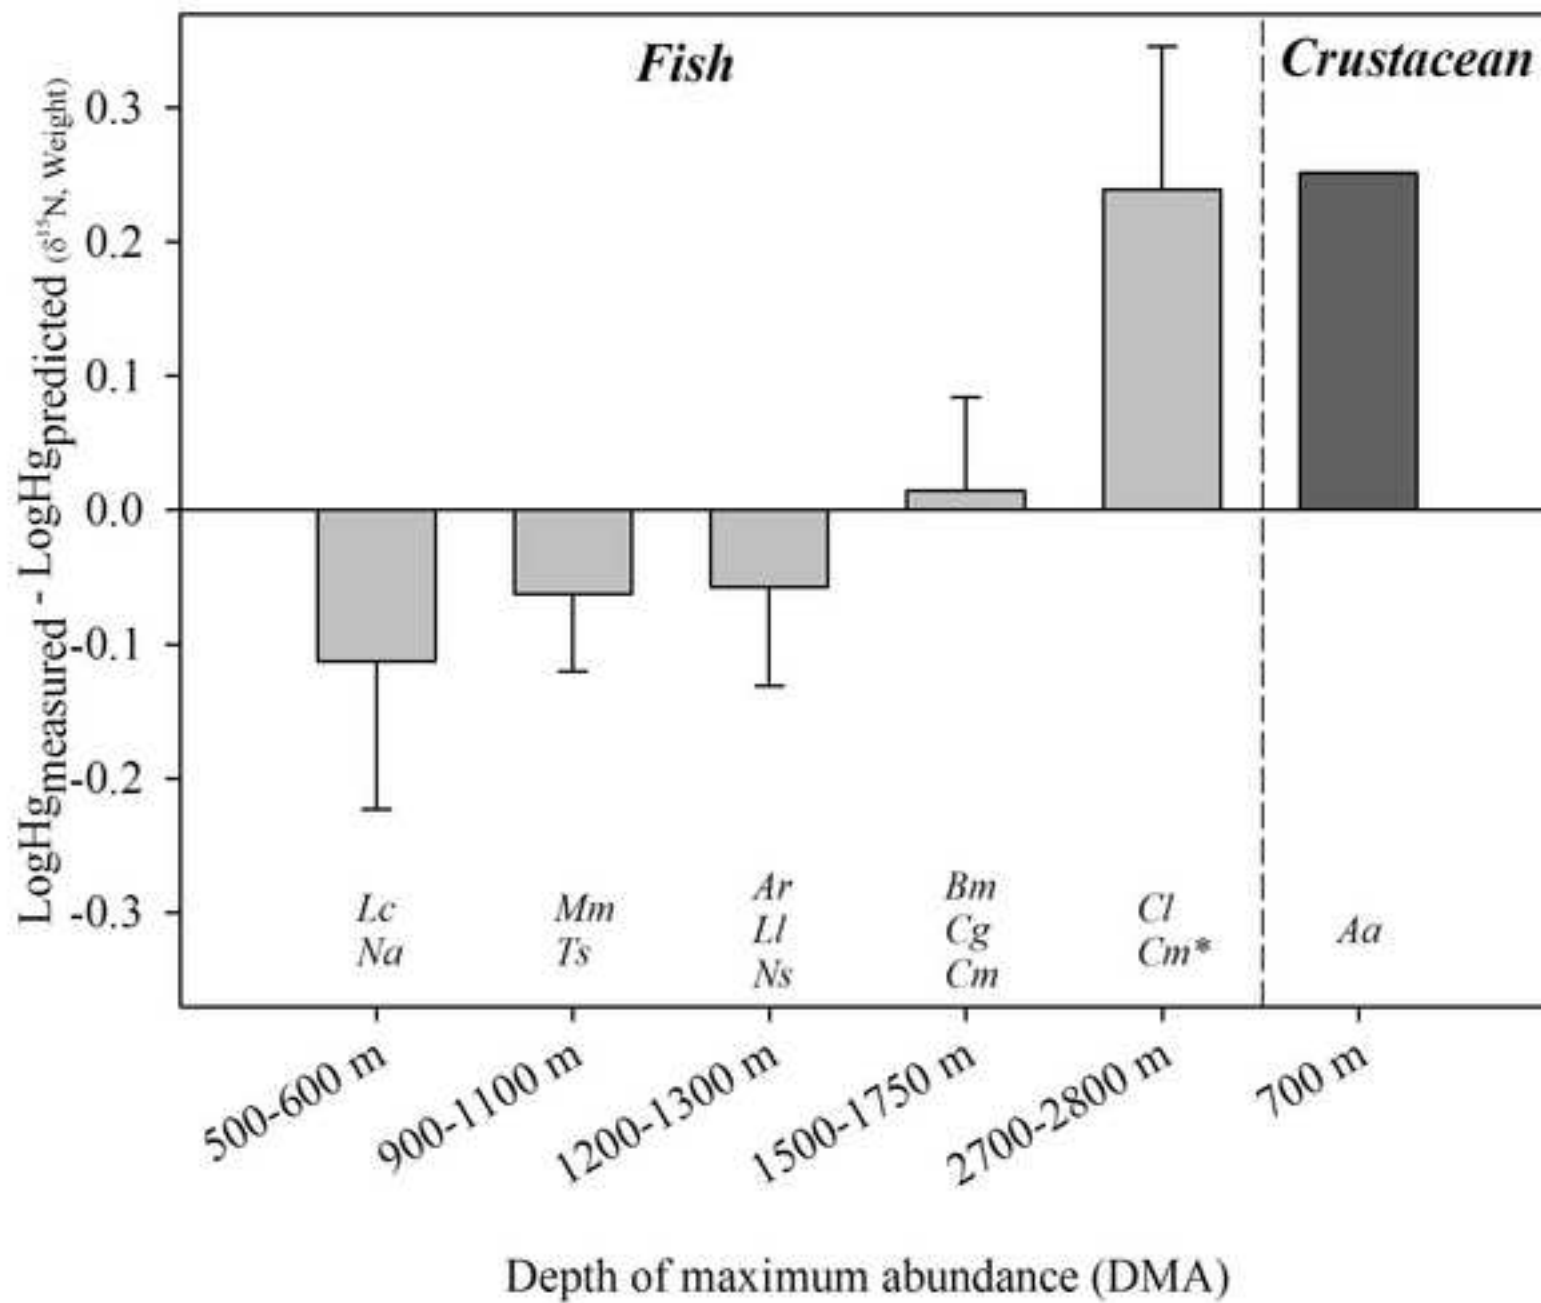 Fish
Crustacean
LogHgmeasured - LogHgpredicted (δ¹⁵N, Weight)
0.3
0.2
0.1
0.0
-0.1
-0.2
-0.3
Lc
Na
Mm
Ts
Ar
Ll
Ns
Bm
Cg
Cm
Cl
Cm*
Aa
500-600 m
900-1100 m
1200-1300 m
1500-1750 m
2700-2800 m
700 m
Depth of maximum abundance (DMA)